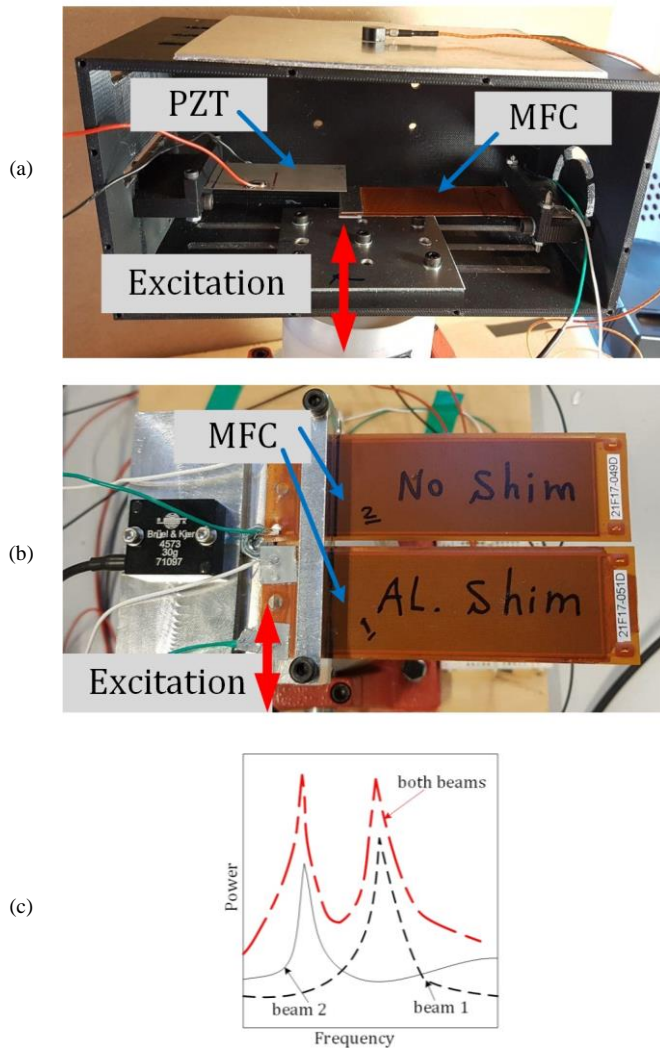 (a)
PZT
MFC
Excitation
(b)
MFC
Brüel & Kjær
4573
30g
71097
No Shim
2
21F17-049D
AL. Shim
1
21F17-051D
Excitation
(c)
both beams
Power
beam 2
beam 1
Frequency